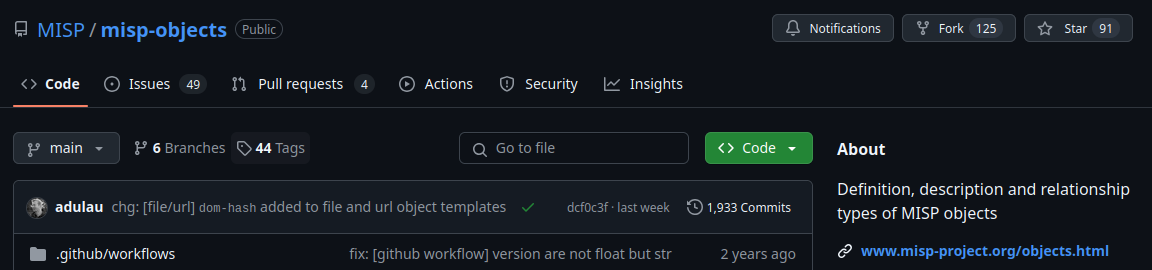 MISP / misp-objects Public
Notifications Fork 125 Star 91
Code Issues 49 Pull requests 4 Actions Security Insights
main 6 Branches 44 Tags Go to file Code
adulau chg: [file/url] dom-hash added to file and url object templates dcf0c3f · last week 1,933 Commits
.github/workflows fix: [github workflow] version are not float but str 2 years ago
About
Definition, description and relationship
types of MISP objects
www.misp-project.org/objects.html